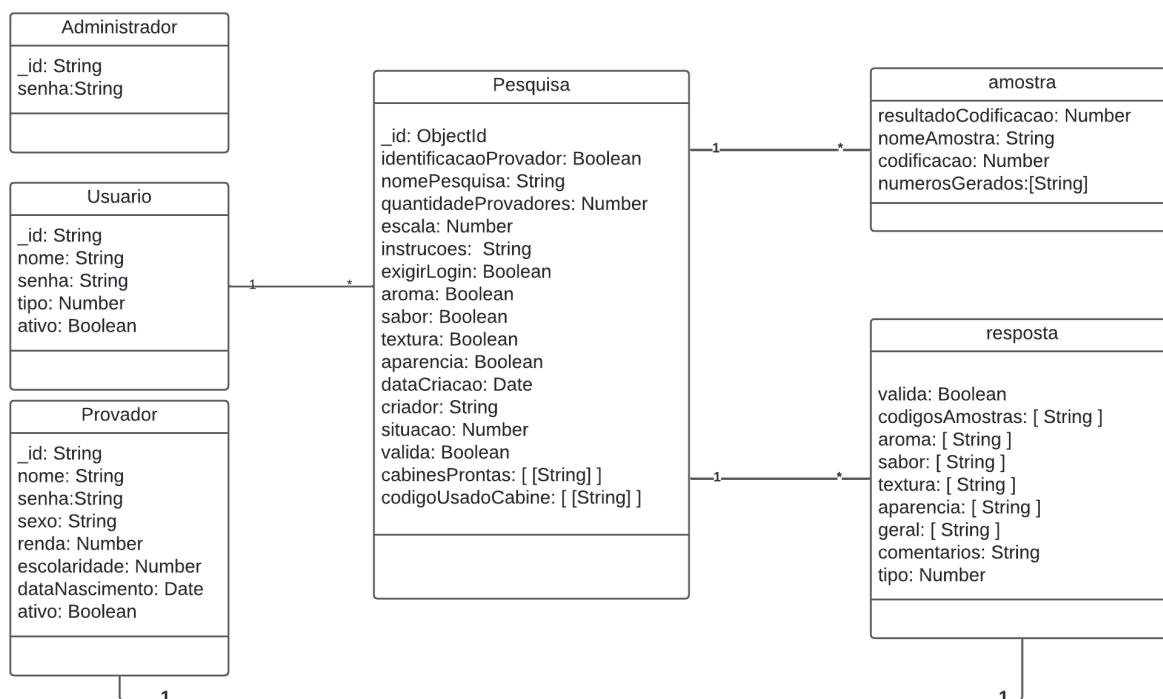 Administrador
_id: String
senha:String
Usuario
_id: String
nome: String
senha: String
tipo: Number
ativo: Boolean
Provador
_id: String
nome: String
senha:String
sexo: String
renda: Number
escolaridade: Number
dataNascimento: Date
ativo: Boolean
1
1
*
Pesquisa
_id: ObjectId
identificacaoProvador: Boolean
nomePesquisa: String
quantidadeProvadores: Number
escala: Number
instrucoes:  String
exigirLogin: Boolean
aroma: Boolean
sabor: Boolean
textura: Boolean
aparencia: Boolean
dataCriacao: Date
criador: String
situacao: Number
valida: Boolean
cabinesProntas: [ [String] ]
codigoUsadoCabine: [ [String] ]
1
*
1
*
amostra
resultadoCodificacao: Number
nomeAmostra: String
codificacao: Number
numerosGerados:[String]
resposta
valida: Boolean
codigosAmostras: [ String ]
aroma: [ String ]
sabor: [ String ]
textura: [ String ]
aparencia: [ String ]
geral: [ String ]
comentarios: String
tipo: Number
1